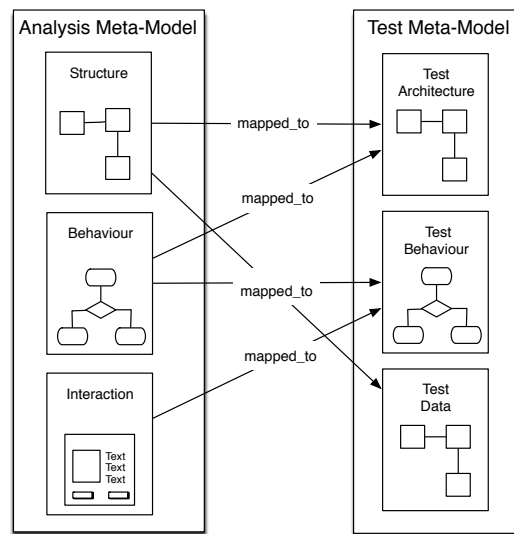 Analysis Meta-Model
Structure
Behaviour
Interaction
Text
Text
Text
mapped_to
mapped_to
mapped_to
mapped_to
Test Meta-Model
Test
Architecture
Test
Behaviour
Test
Data